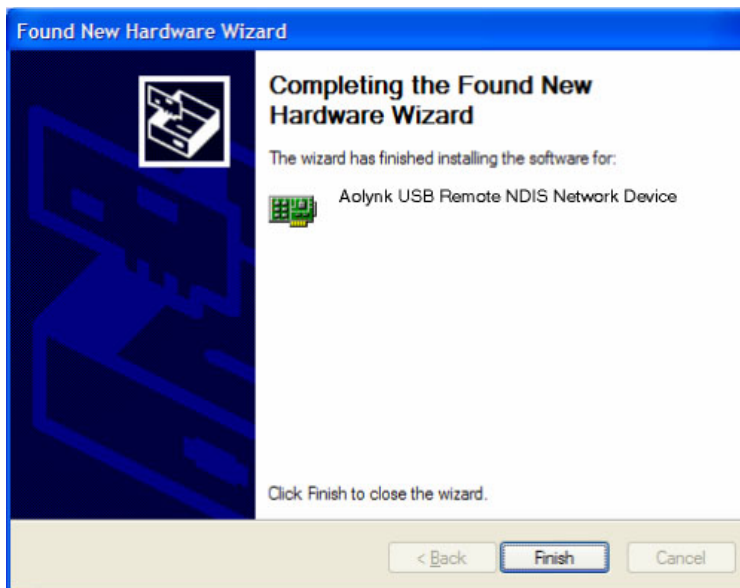 Found New Hardware Wizard
Completing the Found New
Hardware Wizard
The wizard has finished installing the software for:
Aolynk USB Remote NDIS Network Device
Click Finish to close the wizard.
< Back
Finish
Cancel